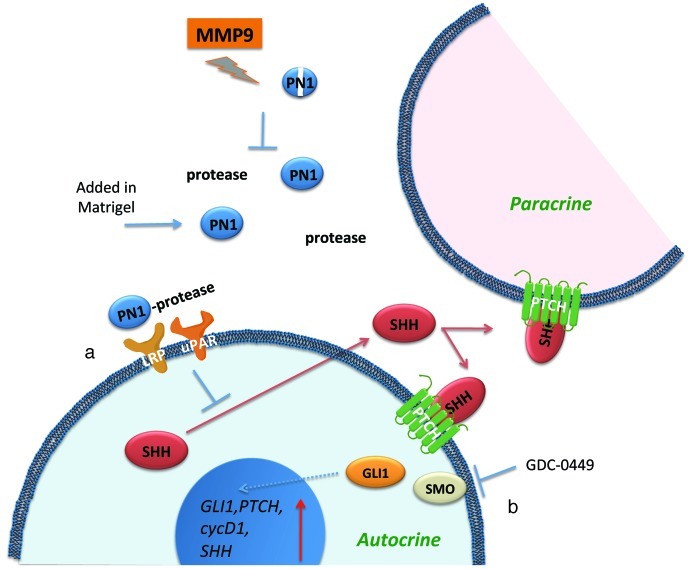 MMP9
PN1
protease
PN1
Added in
Matrigel
PN1
protease
Paracrine
PTCH
SHH
PN1
-protease
LRP
uPAR
a
SHH
SHH
PTCH
SHH
GDC-0449
GLI1
SMO
b
GLI1,PTCH,
cycD1,
SHH
Autocrine